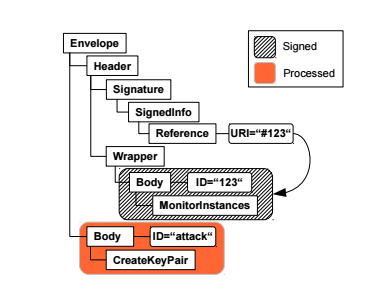 Envelope
Signed
Header
Processed
Signature
SignedInfo
Reference
URI=“#123“
Wrapper
Body
ID=“123“
MonitorInstances
Body
ID=“attack“
CreateKeyPair